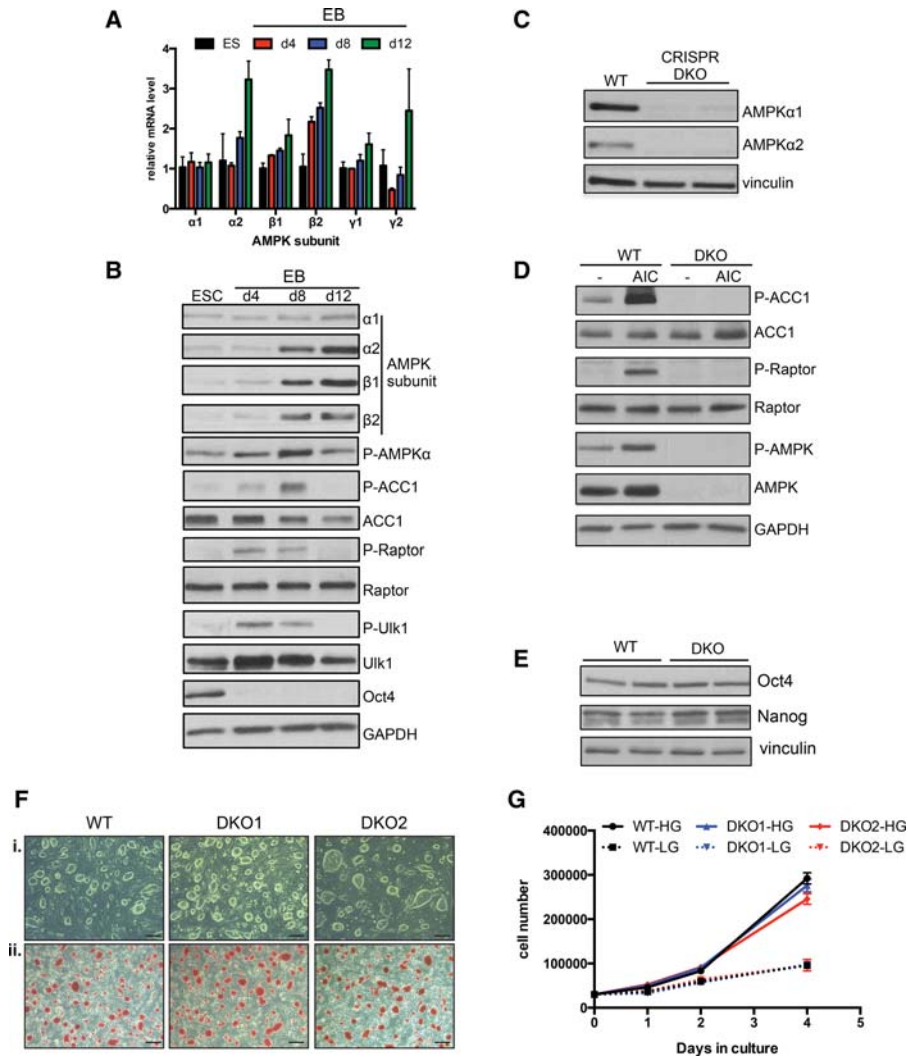 A
EB
ES d4 d8 d12
relative mRNA level
4
3
2
1
0
α1 α2 β1 β2 γ1 γ2
AMPK subunit
B
EB
ESC d4 d8 d12
α1
α2
β1
β2
AMPK
subunit
P-AMPKα
P-ACC1
ACC1
P-Raptor
Raptor
P-Ulk1
Ulk1
Oct4
GAPDH
C
CRISPR
WT DKO
AMPKα1
AMPKα2
vinculin
D
WT DKO
- AIC - AIC
P-ACC1
ACC1
P-Raptor
Raptor
P-AMPK
AMPK
GAPDH
E
WT DKO
Oct4
Nanog
vinculin
F
WT DKO1 DKO2
i.
ii.
G
WT-HG DKO1-HG DKO2-HG
WT-LG DKO1-LG DKO2-LG
cell number
400000
300000
200000
100000
0
0 1 2 3 4 5
Days in culture